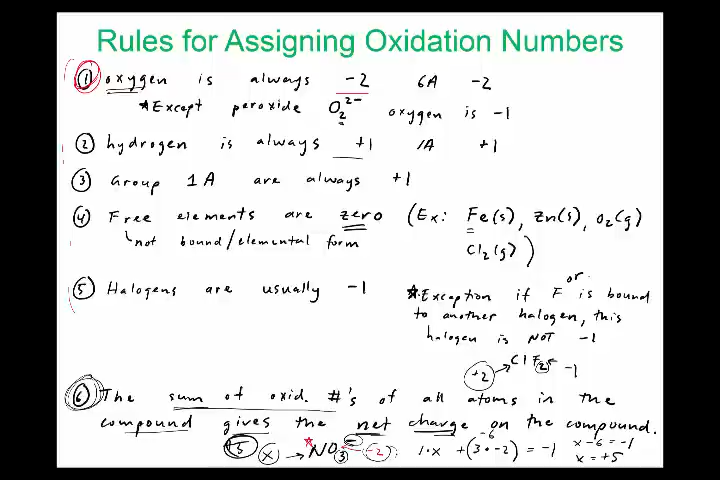 Rules for Assigning Oxidation Numbers
① oxygen is always -2 6A -2
*Except peroxide O₂²⁻ oxygen is -1
② hydrogen is always +1 1A +1
③ Group 1A are always +1
④ Free elements are zero (Ex: Fe(s), Zn(s), O₂(g)
not bound/elemental form Cl₂(g))
⑤ Halogens are usually -1
or
*Exception if F is bound
to another halogen, this
halogen is NOT -1
+2 → ClF₂ ← -1
⑥ The sum of oxid. #'s of all atoms in the
compound gives the net charge on the compound.
+5 x → *NO₃⁻ ← -2 1·x + (3·-2) = -1 x-6=-1
-6
x=+5